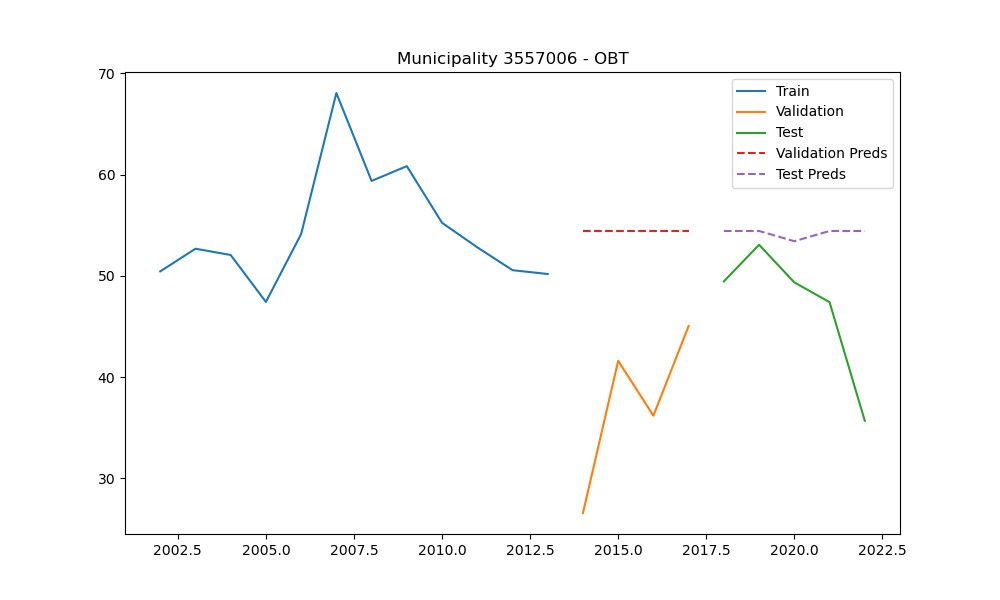 Municipality 3557006 - OBT
70
60
50
40
30
Train
Validation
Test
Validation Preds
Test Preds
2002.5 2005.0 2007.5 2010.0 2012.5 2015.0 2017.5 2020.0 2022.5